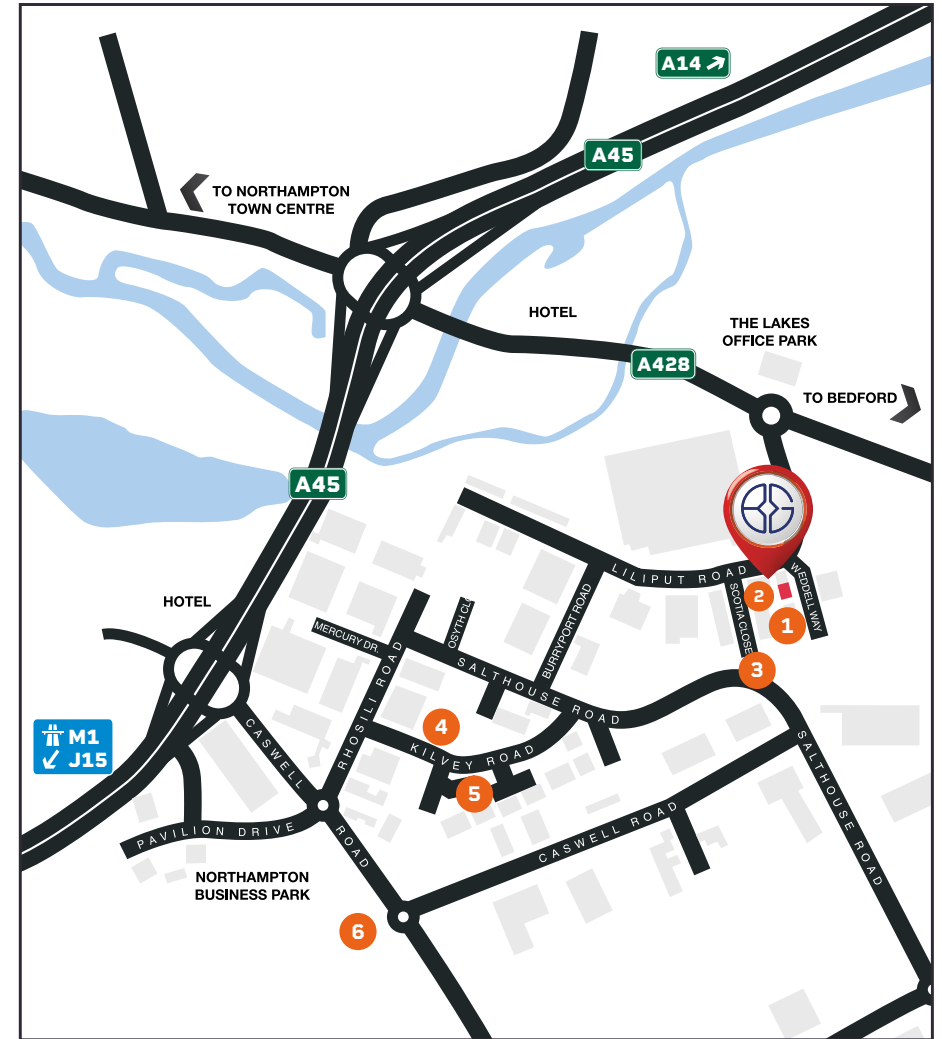 A14
A45
TO NORTHAMPTON
TOWN CENTRE
HOTEL
THE LAKES
OFFICE PARK
A428
TO BEDFORD
A45
LILIPUT ROAD
WEDDELL WAY
2
SCOTIA CLOSE
1
HOTEL
MERCURY DR.
OSYTH CL
BURRYPORT ROAD
RHOSILI ROAD
SALTHOUSE ROAD
3
4
KILVEY ROAD
5
M1
J15
CASWELL
ROAD
PAVILION DRIVE
CASWELL ROAD
SALTHOUSE ROAD
NORTHAMPTON
BUSINESS PARK
6